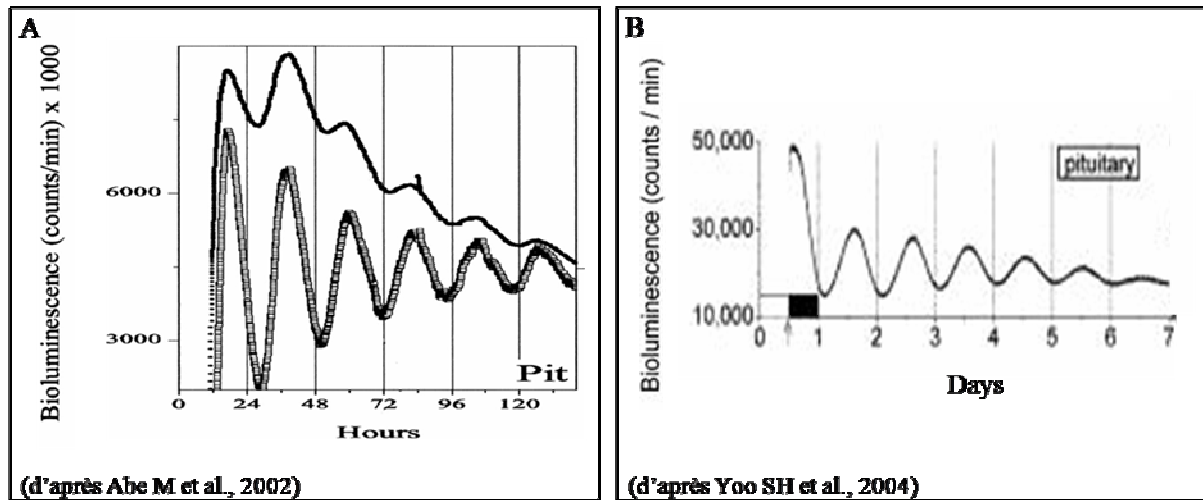 A
Bioluminescence (counts/min) x 1000
6000
3000
Pit
0 24 48 72 96 120
Hours
(d'après Abe M et al., 2002)
B
Bioluminescence (counts / min)
50,000
30,000
10,000
pituitary
0 1 2 3 4 5 6 7
Days
(d'après Yoo SH et al., 2004)